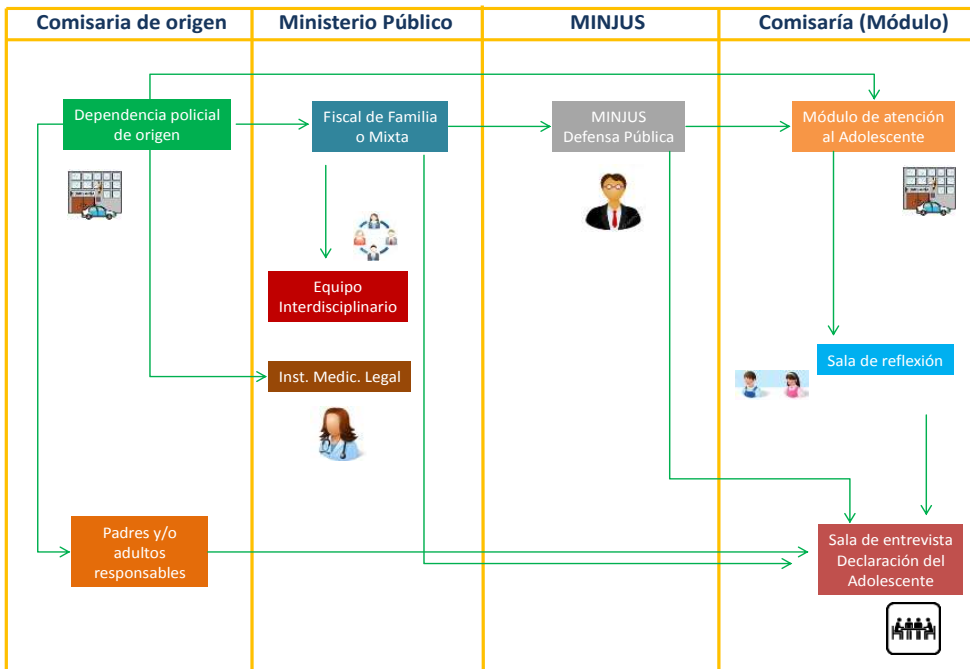 Comisaria de origen
Ministerio Público
MINJUS
Comisaría (Módulo)
Dependencia policial
de origen
Fiscal de Familia
o Mixta
MINJUS
Defensa Pública
Módulo de atención
al Adolescente
Equipo
Interdisciplinario
Inst. Medic. Legal
Sala de reflexión
Padres y/o
adultos
responsables
Sala de entrevista
Declaración del
Adolescente